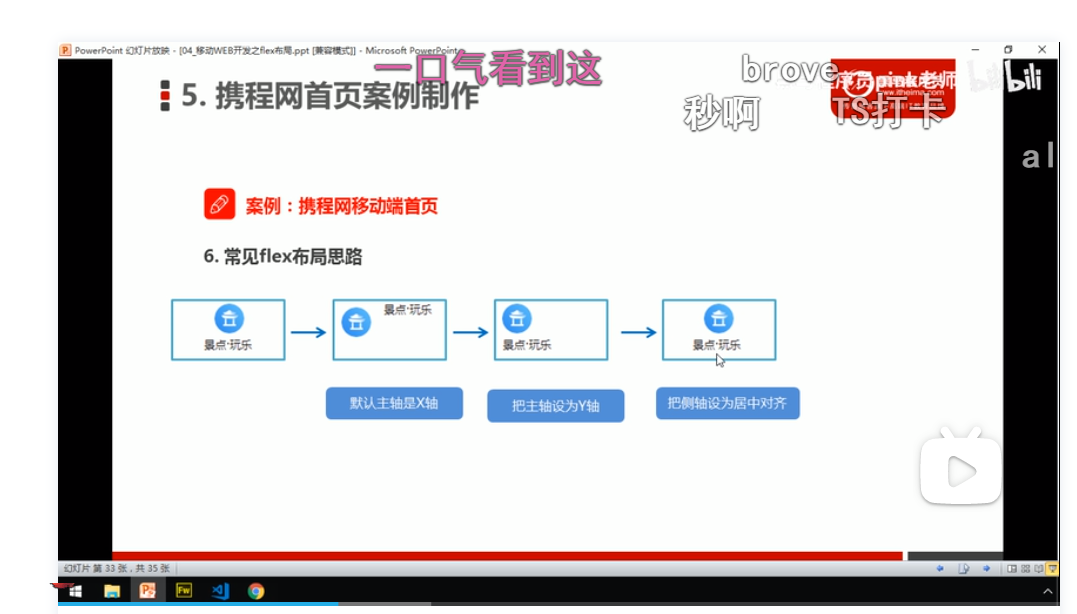 PowerPoint 幻灯片放映 - [04_移动WEB开发之flex布局.ppt [兼容模式]] - Microsoft PowerPoint
一口气看到这
brove
序员pink老师
bili
5. 携程网首页案例制作
www.itheima.com
秒啊
TS打卡
al
案例：携程网移动端首页
6. 常见flex布局思路
景点·玩乐
景点·玩乐
景点·玩乐
景点·玩乐
默认主轴是X轴
把主轴设为Y轴
把侧轴设为居中对齐
幻灯片 第 33 张，共 35 张
Fw